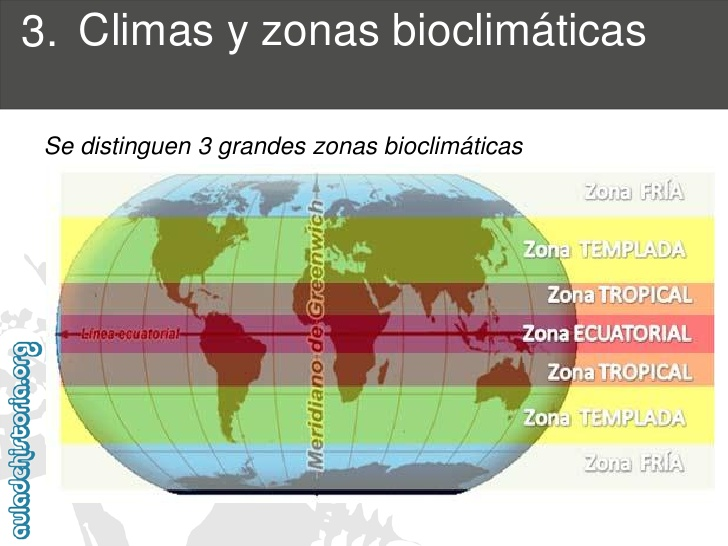 3. Climas y zonas bioclimáticas
Se distinguen 3 grandes zonas bioclimáticas
Zona FRÍA
Zona TEMPLADA
Zona TROPICAL
Línea ecuatorial
Zona ECUATORIAL
Zona TROPICAL
Zona TEMPLADA
Zona FRÍA
Meridiano de Greenwich
auladehistoria.org